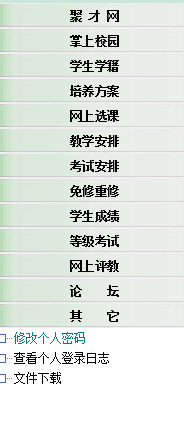 聚 才 网
掌上校园
学生学籍
培养方案
网上选课
教学安排
考试安排
免修重修
学生成绩
等级考试
网上评教
论 坛
其 它
修改个人密码
查看个人登录日志
文件下载